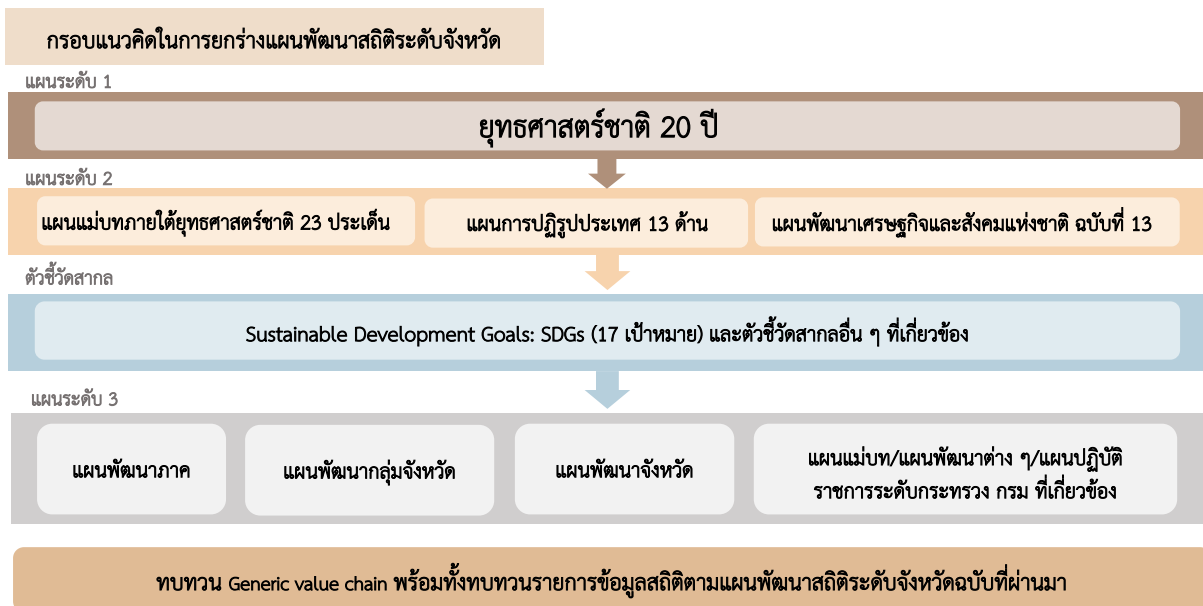 กรอบแนวคิดในการยกร่างแผนพัฒนาสถิติระดับจังหวัด
แผนระดับ 1
ยุทธศาสตร์ชาติ 20 ปี
แผนระดับ 2
แผนแม่บทภายใต้ยุทธศาสตร์ชาติ 23 ประเด็น
แผนการปฏิรูปประเทศ 13 ด้าน
แผนพัฒนาเศรษฐกิจและสังคมแห่งชาติ ฉบับที่ 13
ตัวชี้วัดสากล
Sustainable Development Goals: SDGs (17 เป้าหมาย) และตัวชี้วัดสากลอื่น ๆ ที่เกี่ยวข้อง
แผนระดับ 3
แผนพัฒนาภาค
แผนพัฒนากลุ่มจังหวัด
แผนพัฒนาจังหวัด
แผนแม่บท/แผนพัฒนาต่าง ๆ/แผนปฏิบัติ
ราชการระดับกระทรวง กรม ที่เกี่ยวข้อง
ทบทวน Generic value chain พร้อมทั้งทบทวนรายการข้อมูลสถิติตามแผนพัฒนาสถิติระดับจังหวัดฉบับที่ผ่านมา